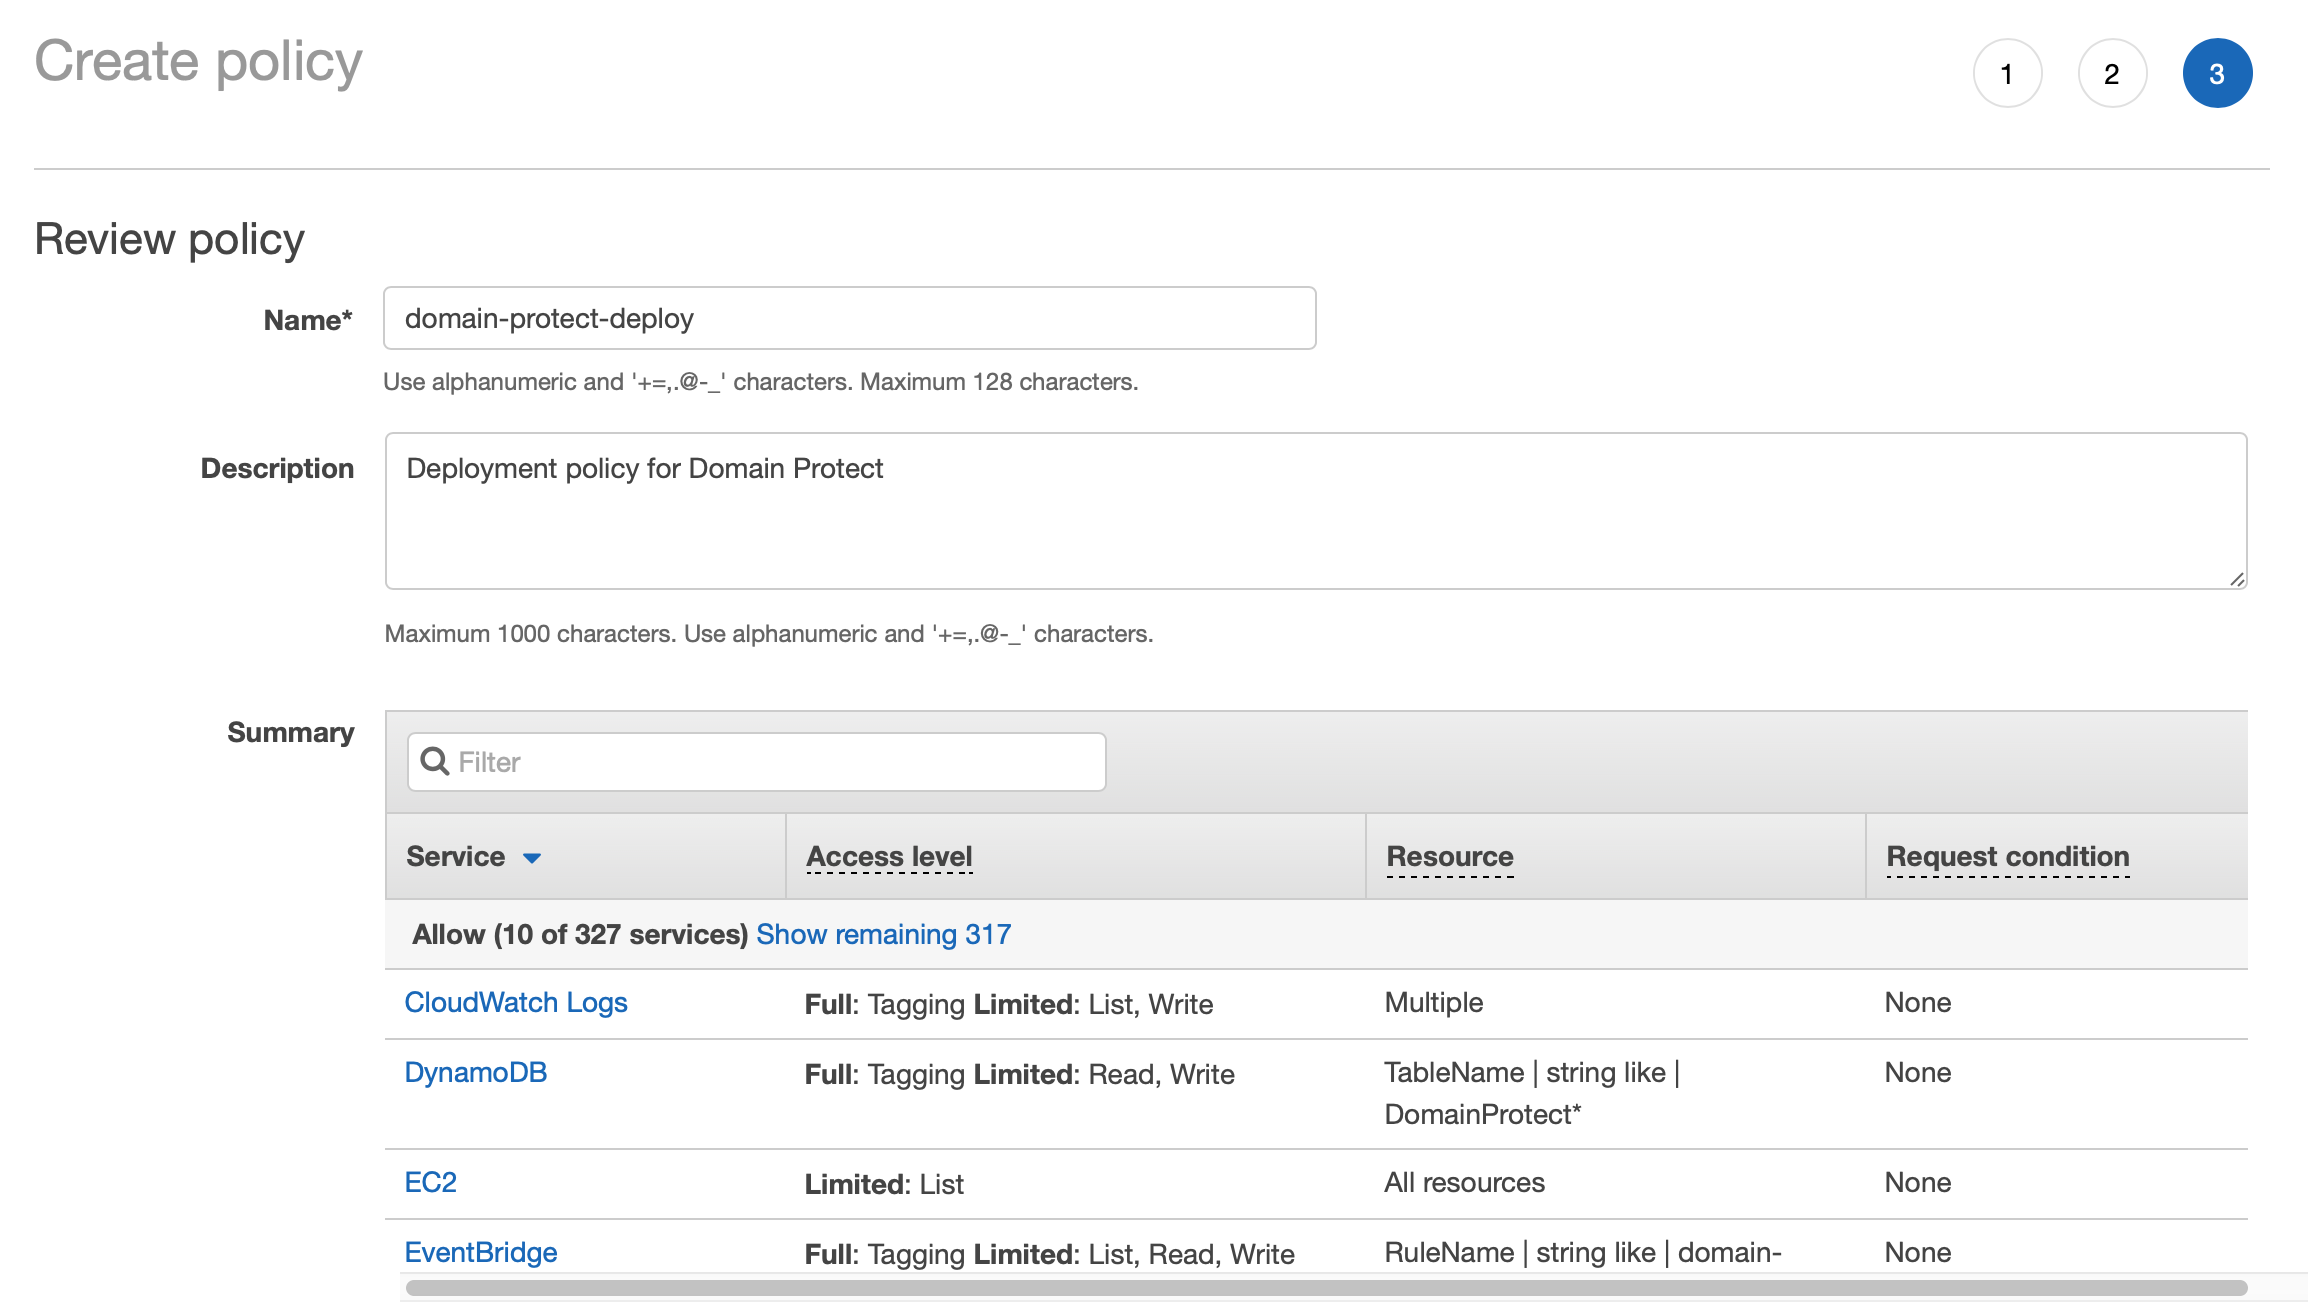 Create policy
1 2 3
Review policy
Name*
domain-protect-deploy
Use alphanumeric and '+=,.@-_' characters. Maximum 128 characters.
Description
Deployment policy for Domain Protect
Maximum 1000 characters. Use alphanumeric and '+=,.@-_' characters.
Summary
Filter
Service Access level Resource Request condition
Allow (10 of 327 services) Show remaining 317
CloudWatch Logs Full: Tagging Limited: List, Write Multiple None
DynamoDB Full: Tagging Limited: Read, Write TableName | string like | None
DomainProtect*
EC2 Limited: List All resources None
EventBridge Full: Tagging Limited: List, Read, Write RuleName | string like | domain- None